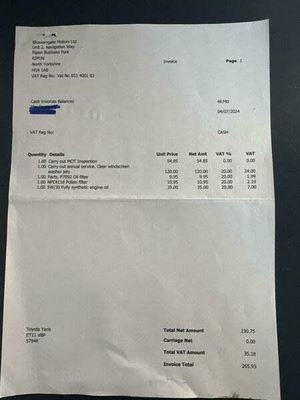 Motors Ltd
Unit 2, Navigation Way
Ripon Business Park
RIPON
North Yorkshire
HG4 1AB
VAT Reg No: Vat No 651 4001 03
Invoice Page 1
Cash Invoices Balances 46740
04/07/2024
VAT Reg No: CASH
Quantity Details Unit Price Net Amt VAT % VAT
1.00 Carry out MOT Inspection 54.85 54.85 0.00 0.00
1.00 Carry out annual service. Clear windscreen
washer jets 120.00 120.00 20.00 24.00
1.00 Parts. Oil filter 9.95 9.95 20.00 1.99
1.00 Pollen filter 10.95 10.95 20.00 2.19
1.00 5W/30 Fully synthetic engine oil 35.00 35.00 20.00 7.00
Toyota Yaris
ET11 VBP
57948
Total Net Amount 230.75
Carriage Net 0.00
Total VAT Amount 35.18
Invoice Total 265.93